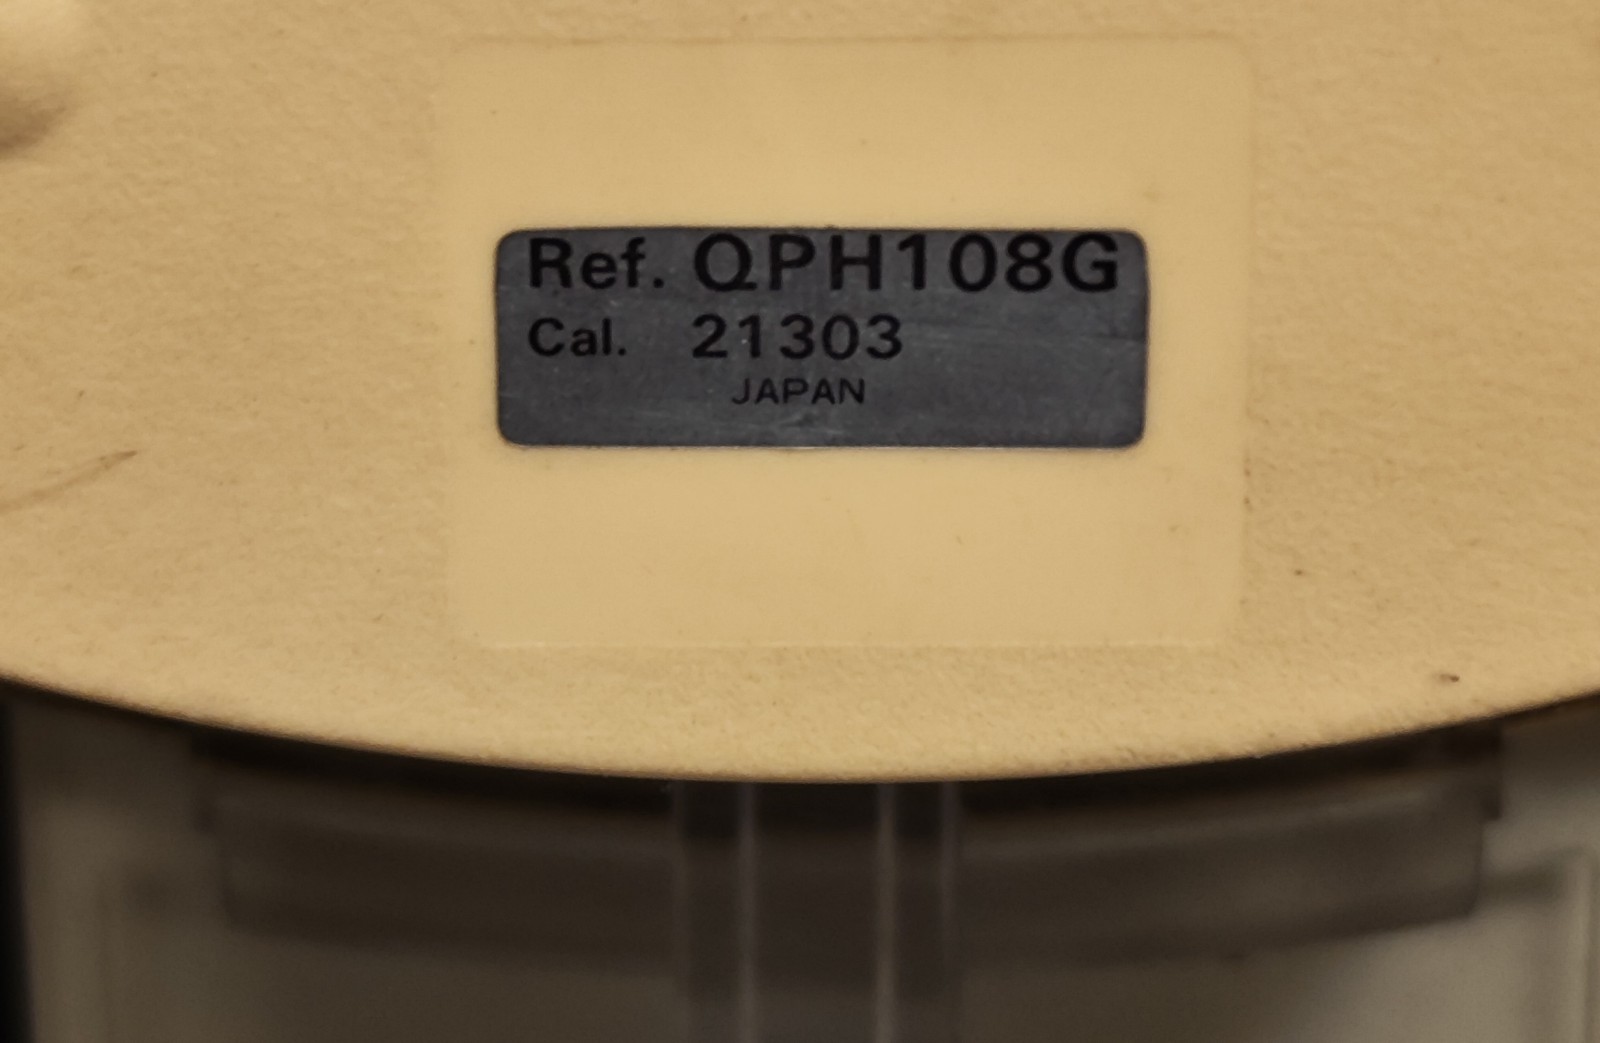 Ref. QPH108G
Cal. 21303
JAPAN